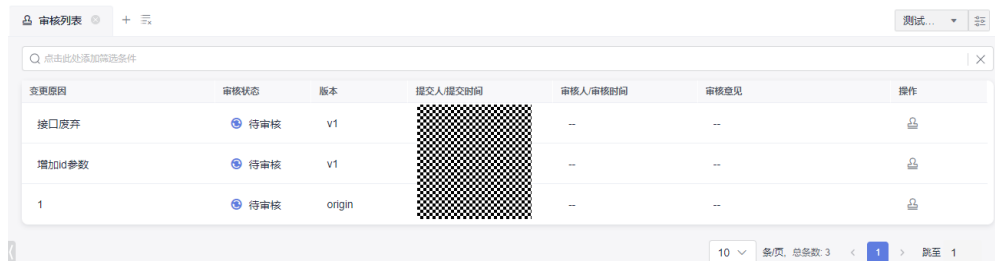 审核列表
测试...
点击此处添加筛选条件
变更原因 审核状态 版本 提交人/提交时间 审核人/审核时间 审核意见 操作
接口废弃 待审核 v1 -- --
增加id参数 待审核 v1 -- --
1 待审核 origin -- --
10 条/页, 总条数: 3 1 跳至 1